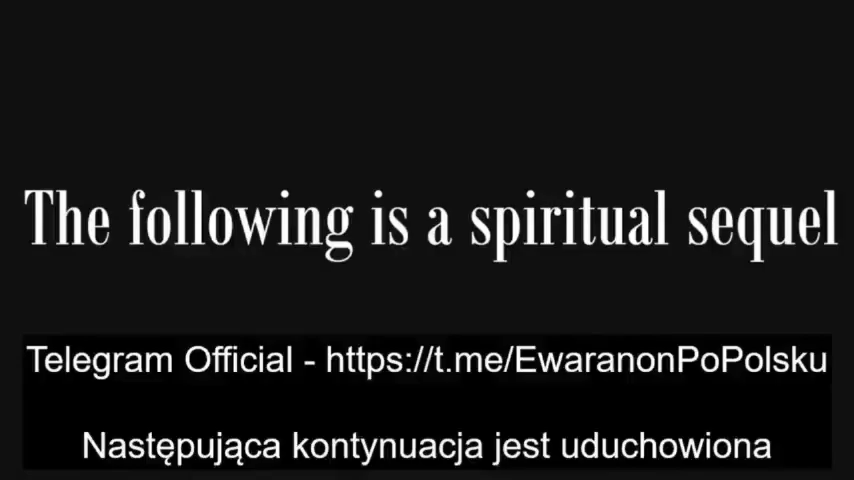 The following is a spiritual sequel
Telegram Official - https://t.me/EwaranonPoPolsku
Następująca kontynuacja jest uduchowiona